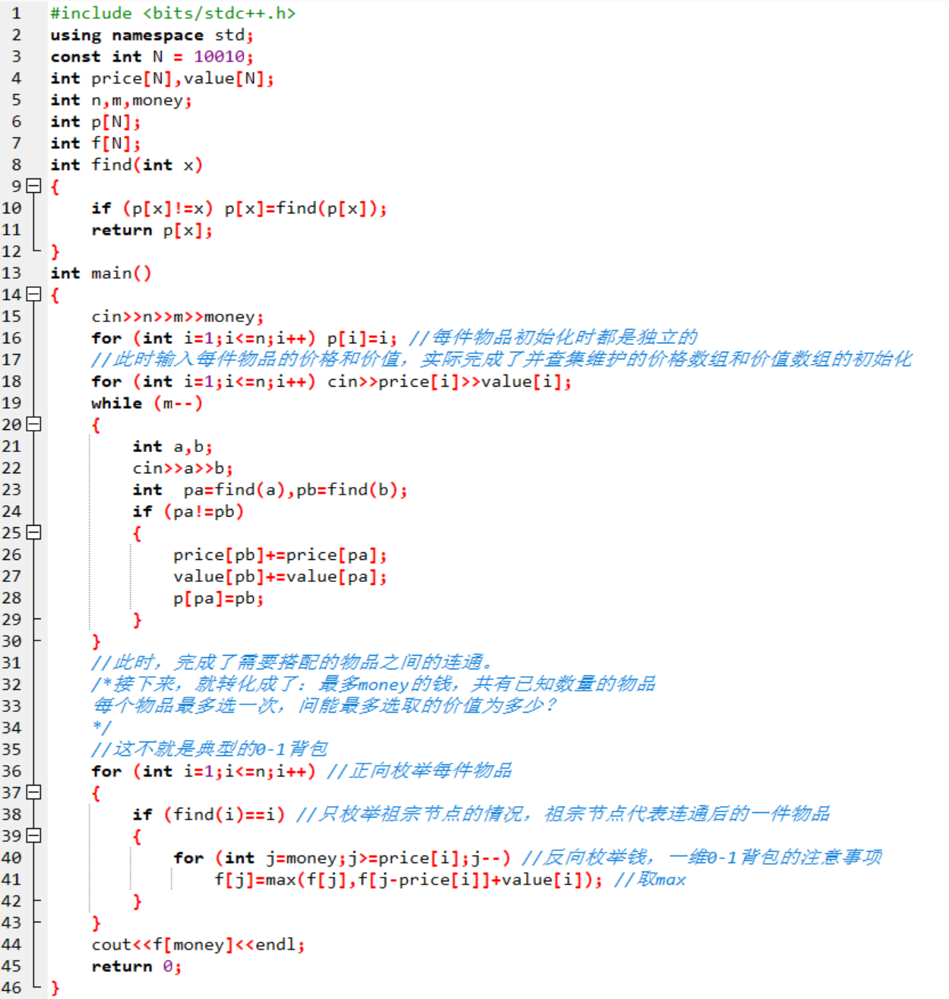 1 #include <bits/stdc++.h>
2 using namespace std;
3 const int N = 10010;
4 int price[N],value[N];
5 int n,m,money;
6 int p[N];
7 int f[N];
8 int find(int x)
9 {
10     if (p[x]!=x) p[x]=find(p[x]);
11     return p[x];
12 }
13 int main()
14 {
15     cin>>n>>m>>money;
16     for (int i=1;i<=n;i++) p[i]=i; //每件物品初始化时都是独立的
17     //此时输入每件物品的价格和价值，实际完成了并查集维护的价格数组和价值数组的初始化
18     for (int i=1;i<=n;i++) cin>>price[i]>>value[i];
19     while (m--)
20     {
21         int a,b;
22         cin>>a>>b;
23         int  pa=find(a),pb=find(b);
24         if (pa!=pb)
25         {
26             price[pb]+=price[pa];
27             value[pb]+=value[pa];
28             p[pa]=pb;
29         }
30     }
31     //此时，完成了需要搭配的物品之间的连通。
32     /*接下来，就转化成了：最多money的钱，共有已知数量的物品
33     每个物品最多选一次，问能最多选取的价值为多少？
34     */
35     //这不就是典型的0-1背包
36     for (int i=1;i<=n;i++) //正向枚举每件物品
37     {
38         if (find(i)==i) //只枚举祖宗节点的情况，祖宗节点代表连通后的一件物品
39         {
40             for (int j=money;j>=price[i];j--) //反向枚举钱，一维0-1背包的注意事项
41                 f[j]=max(f[j],f[j-price[i]]+value[i]); //取max
42         }
43     }
44     cout<<f[money]<<endl;
45     return 0;
46 }